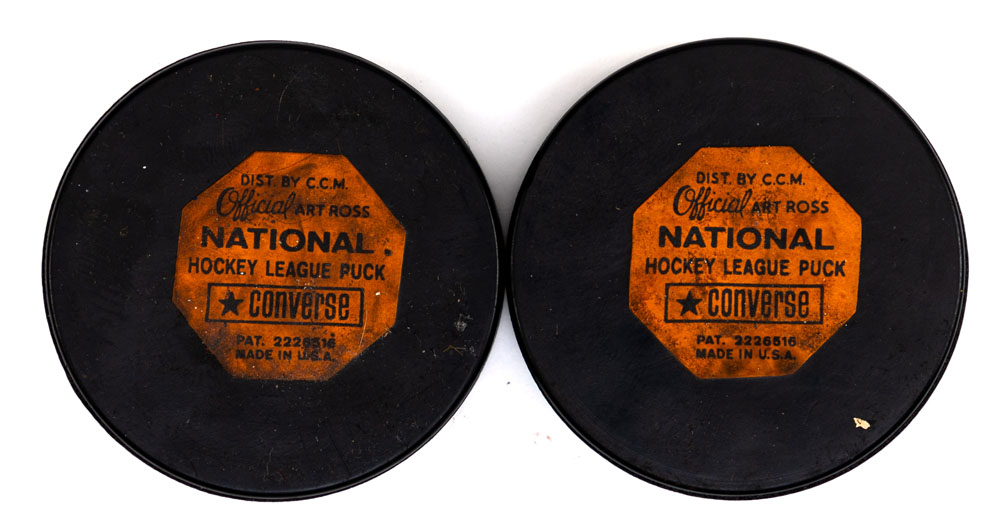 DIST. BY C.C.M.
Official ART ROSS
NATIONAL
HOCKEY LEAGUE PUCK
★ CONVERSE
PAT. 2226516
MADE IN U.S.A.
DIST. BY C.C.M.
Official ART ROSS
NATIONAL
HOCKEY LEAGUE PUCK
★ CONVERSE
PAT. 2226516
MADE IN U.S.A.